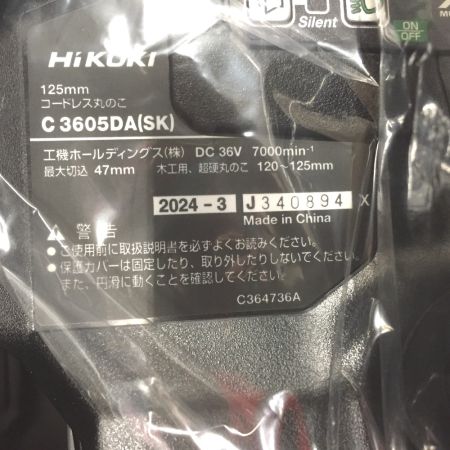 Silent
ON
OFF
HiKOKI
125mm
コードレス丸のこ
C 3605DA(SK)
工機ホールディングス(株) DC 36V 7000min-1
最大切込 47mm 木工用、超硬丸のこ 120~125mm
2024-3 J340894 X
Made in China
⚠ 警告
● ご使用前に取扱説明書を必ずよくお読みください。
● 保護カバーは固定したり、取り外したりしないでください。
また、円滑に動くことを確認してください。
C364736A